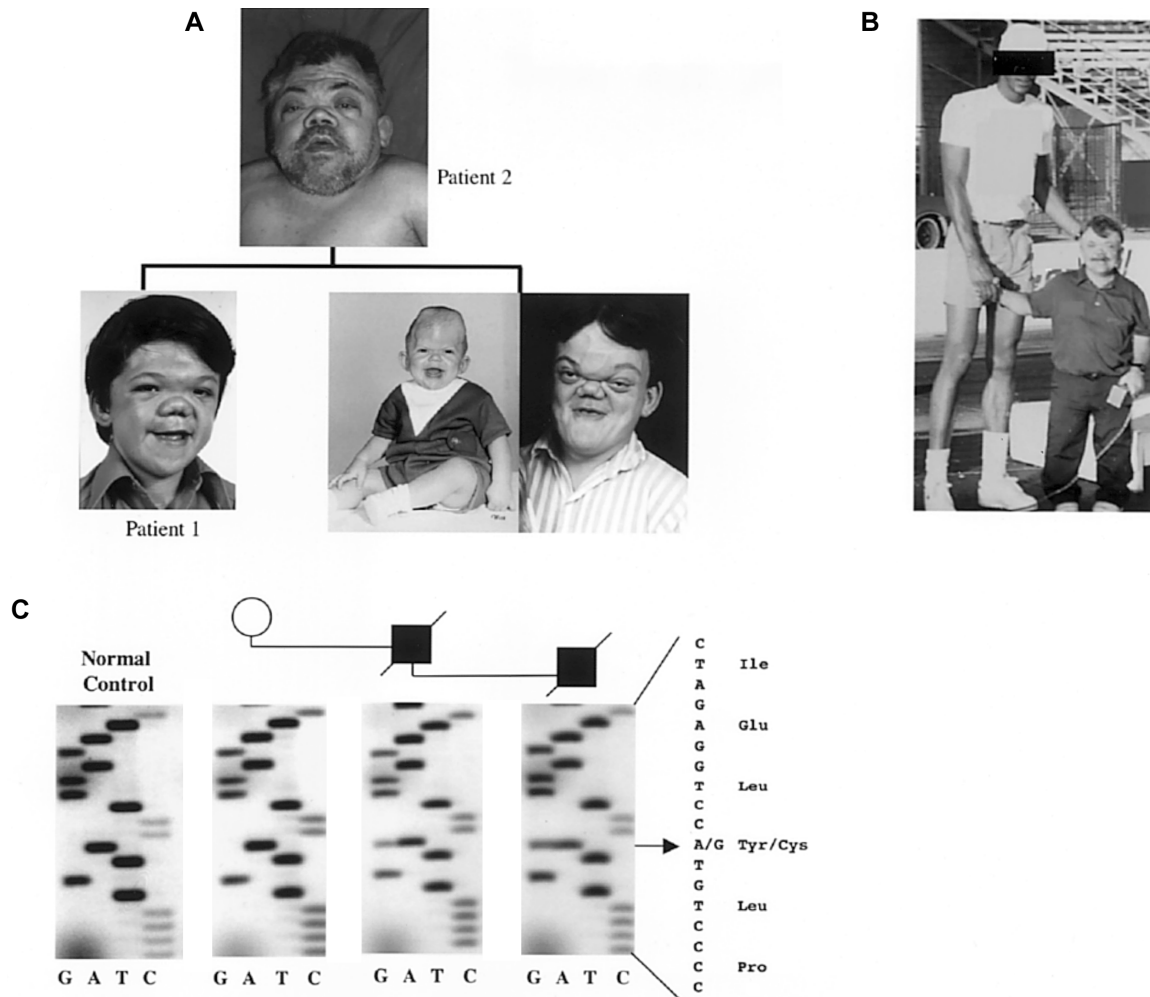 A
B
Patient 2
Patient 1
C
Normal
Control
G A T C
G A T C
G A T C
G A T C
C
T Ile
A
G
A Glu
G
G
T Leu
C
C
A/G Tyr/Cys
T
G
T Leu
C
C
C Pro
C